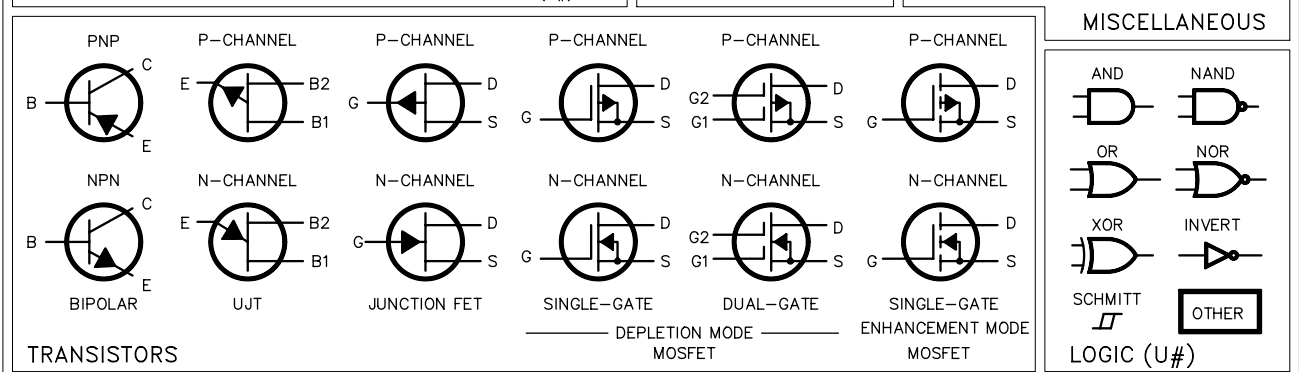 MISCELLANEOUS
PNP P-CHANNEL P-CHANNEL P-CHANNEL P-CHANNEL P-CHANNEL
B C E
E B2 B1
G D S
G D S
G2 G1 D S
G D S
NPN N-CHANNEL N-CHANNEL N-CHANNEL N-CHANNEL N-CHANNEL
B C E
E B2 B1
G D S
G D S
G2 G1 D S
G D S
BIPOLAR UJT JUNCTION FET SINGLE-GATE DUAL-GATE SINGLE-GATE
DEPLETION MODE ENHANCEMENT MODE
MOSFET MOSFET
TRANSISTORS
AND NAND
OR NOR
XOR INVERT
SCHMITT OTHER
LOGIC (U#)